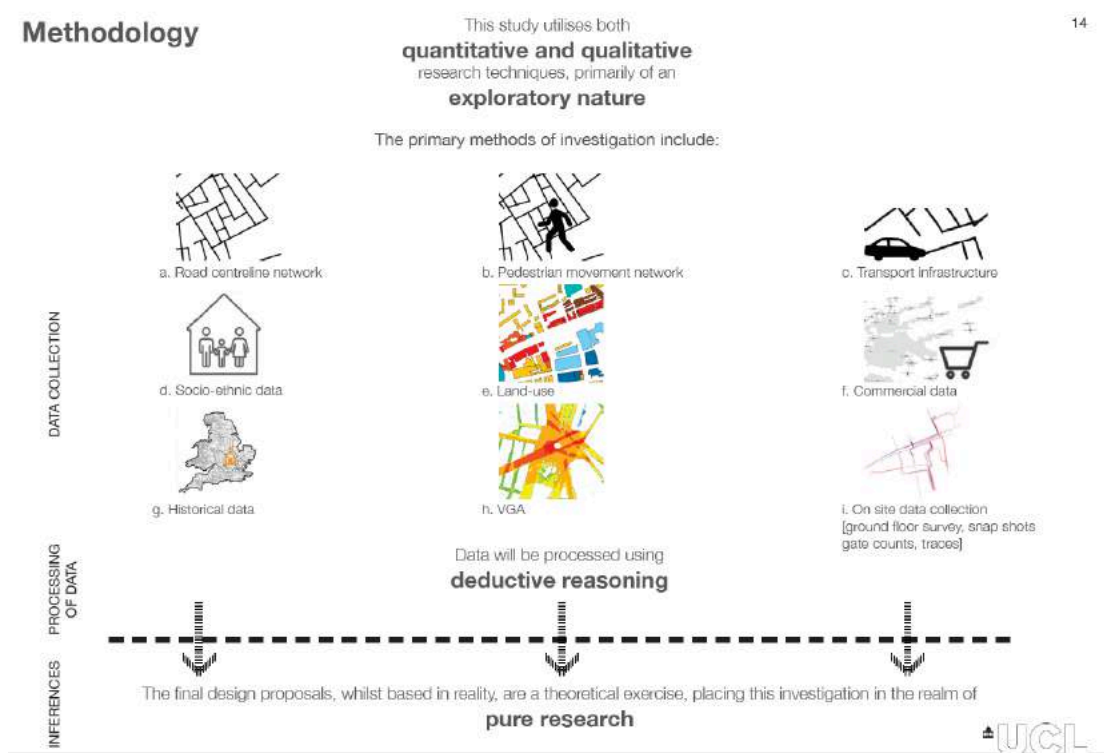 Methodology
14
This study utilises both
quantitative and qualitative
research techniques, primarily of an
exploratory nature
The primary methods of investigation include:
DATA COLLECTION
a. Road centreline network
b. Pedestrian movement network
c. Transport infrastructure
d. Socio-ethnic data
e. Land-use
f. Commercial data
g. Historical data
h. VGA
i. On site data collection
[ground floor survey, snap shots
gate counts, traces]
PROCESSING
OF DATA
Data will be processed using
deductive reasoning
INFERENCES
The final design proposals, whilst based in reality, are a theoretical exercise, placing this investigation in the realm of
pure research
UCL